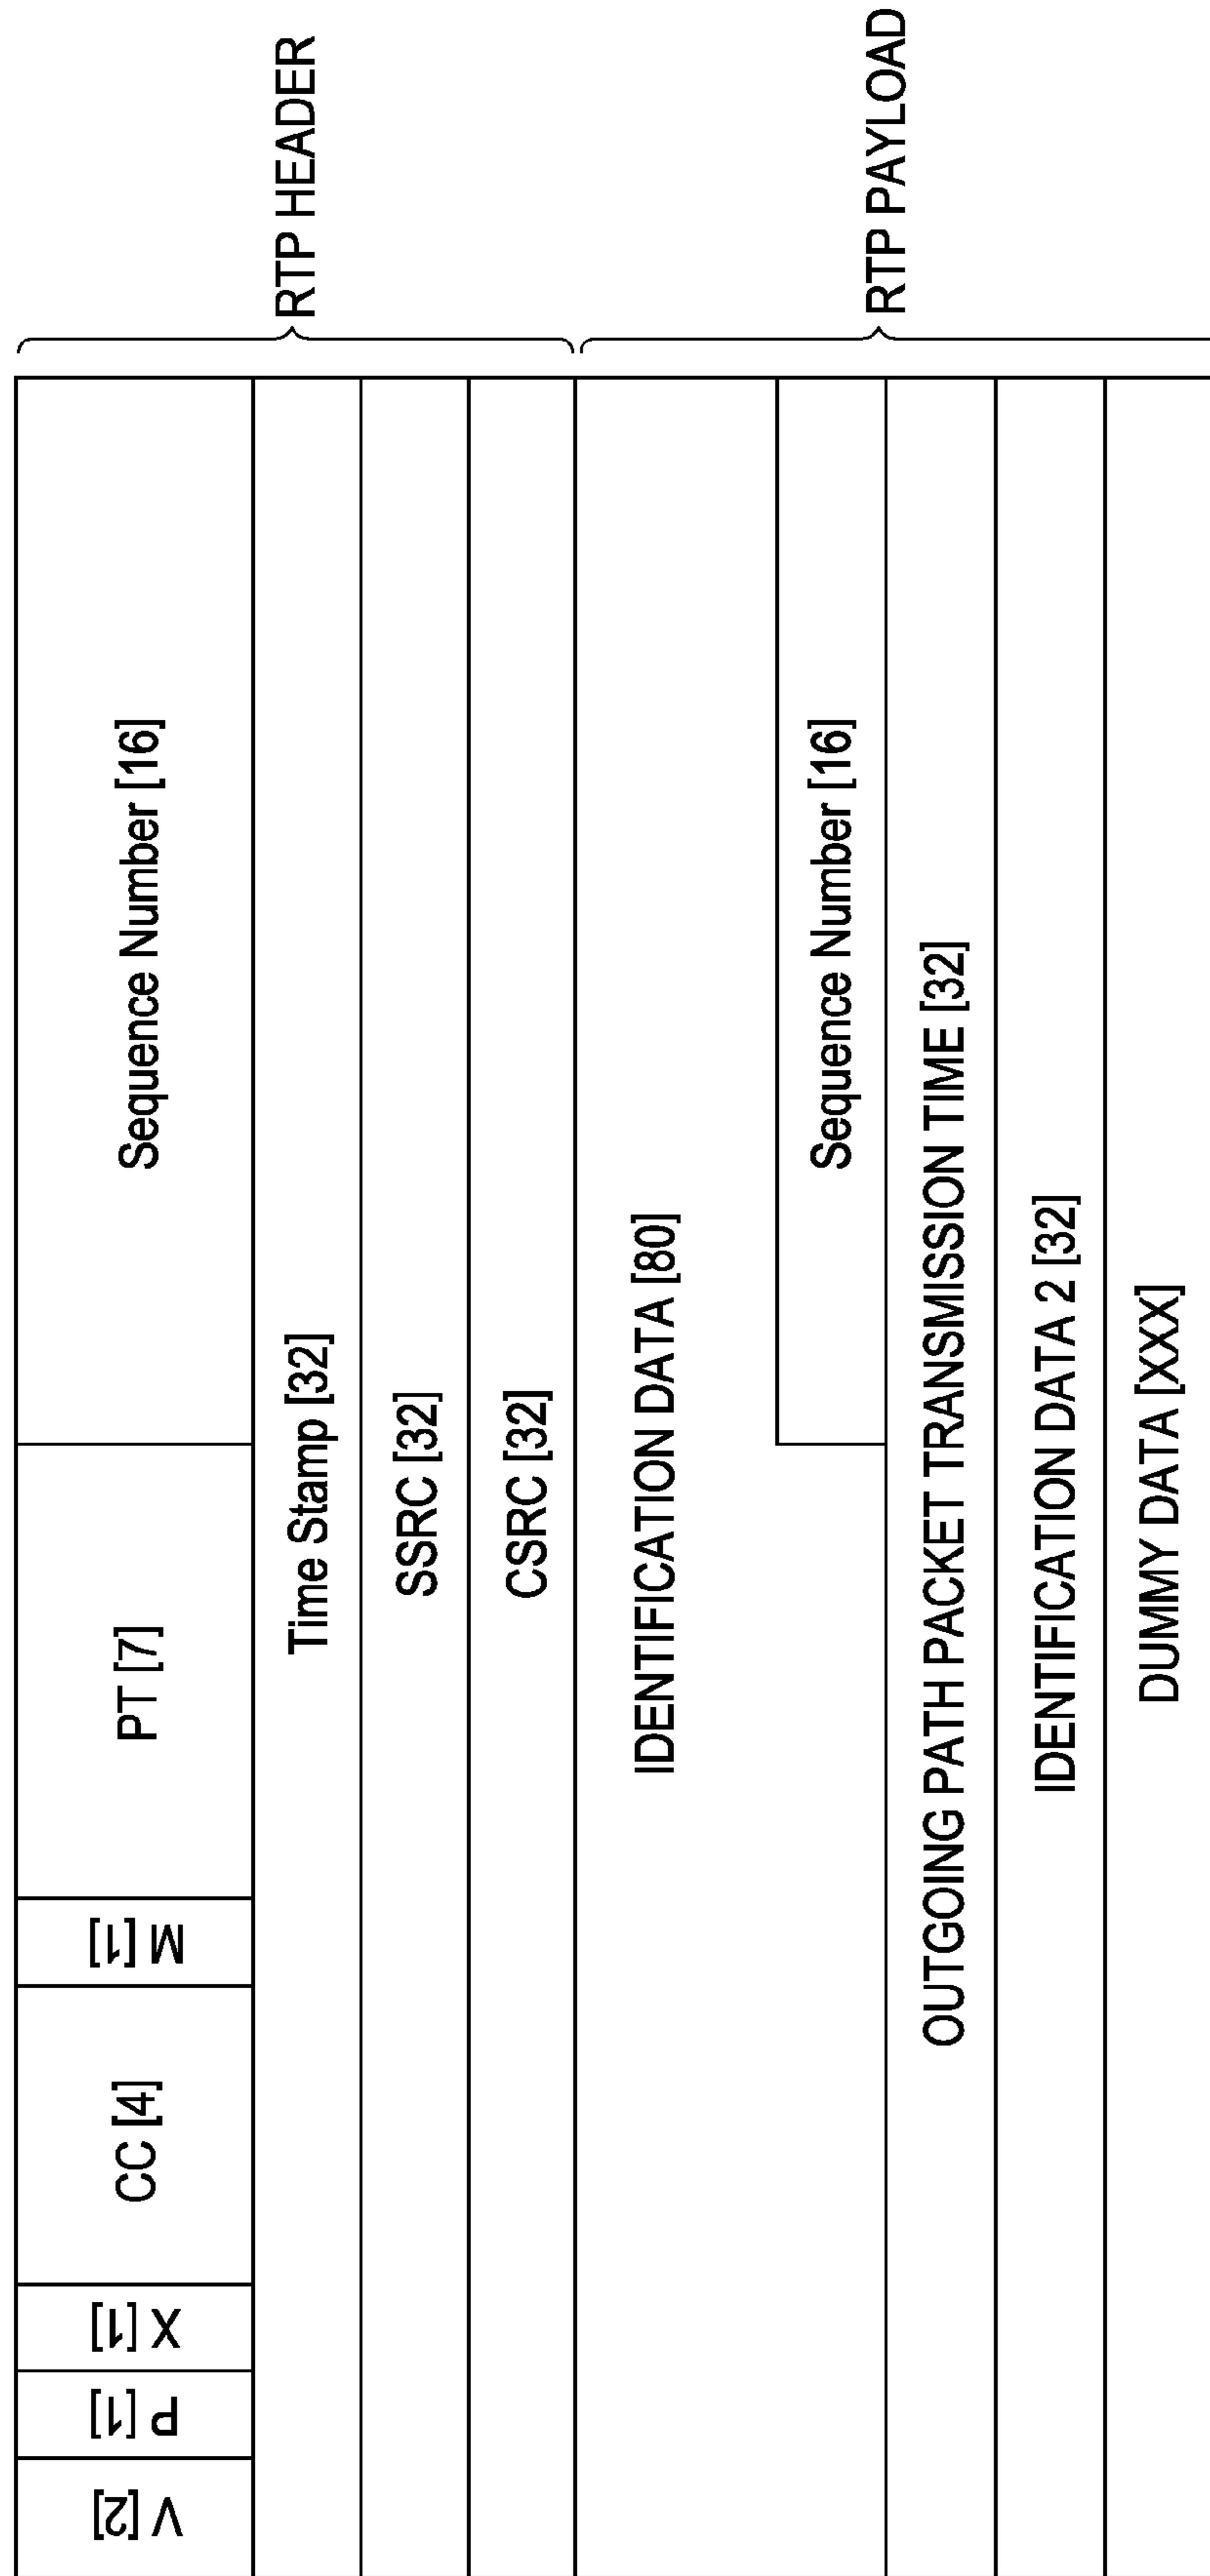 V [2]
P [1]
X [1]
CC [4]
M [1]
PT [7]
Sequence Number [16]
Time Stamp [32]
SSRC [32]
CSRC [32]
RTP HEADER
IDENTIFICATION DATA [80]
Sequence Number [16]
OUTGOING PATH PACKET TRANSMISSION TIME [32]
IDENTIFICATION DATA 2 [32]
DUMMY DATA [XXX]
RTP PAYLOAD